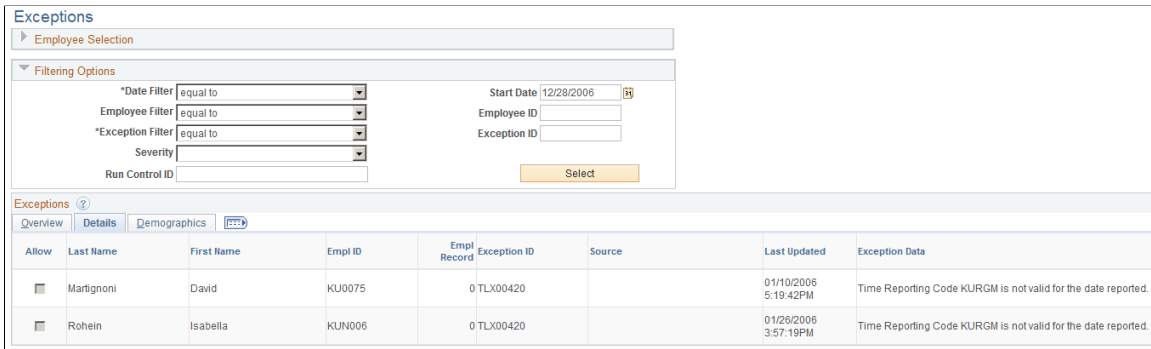 Exceptions
Employee Selection
Filtering Options
*Date Filter equal to Start Date 12/28/2006
Employee Filter equal to Employee ID
*Exception Filter equal to Exception ID
Severity
Run Control ID Select
Exceptions ?
Overview Details Demographics
Allow Last Name First Name Empl ID Empl Record Exception ID Source Last Updated Exception Data
Martignoni David KU0075 0 TLX00420 01/10/2006 5:19:42PM Time Reporting Code KURGM is not valid for the date reported.
Rohein Isabella KUN006 0 TLX00420 01/26/2006 3:57:19PM Time Reporting Code KURGM is not valid for the date reported.